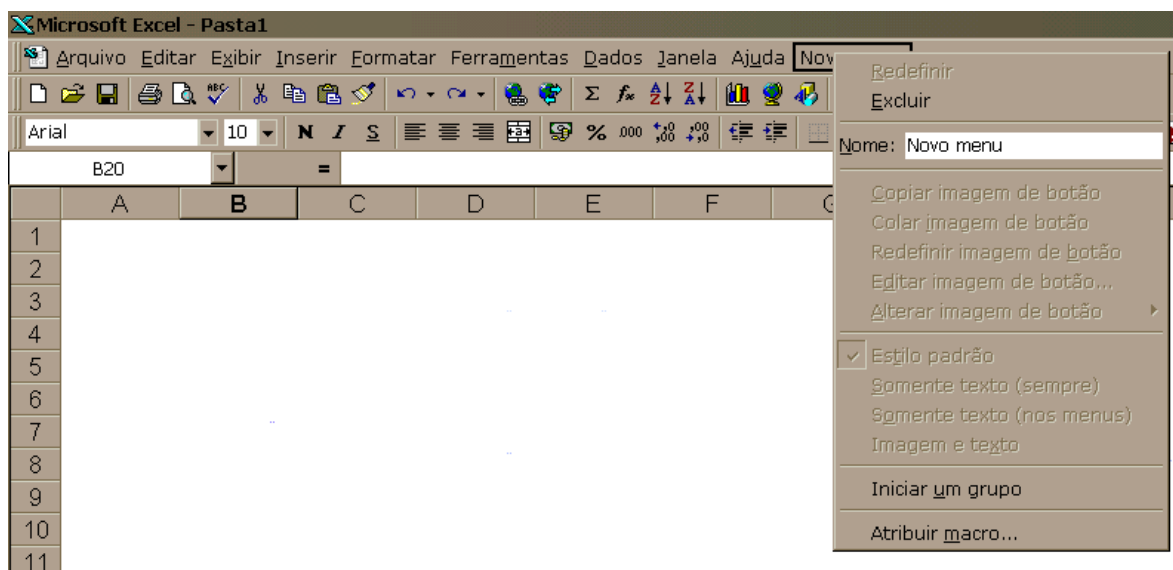 Microsoft Excel - Pasta1
Arquivo Editar Exibir Inserir Formatar Ferramentas Dados Janela Ajuda Nov
Redefinir
Excluir
Arial 10 N I S % .000
Nome: Novo menu
B20 =
A B C D E F G
Copiar imagem de botão
Colar imagem de botão
Redefinir imagem de botão
Editar imagem de botão...
Alterar imagem de botão
Estilo padrão
Somente texto (sempre)
Somente texto (nos menus)
Imagem e texto
Iniciar um grupo
Atribuir macro...
1
2
3
4
5
6
7
8
9
10
11